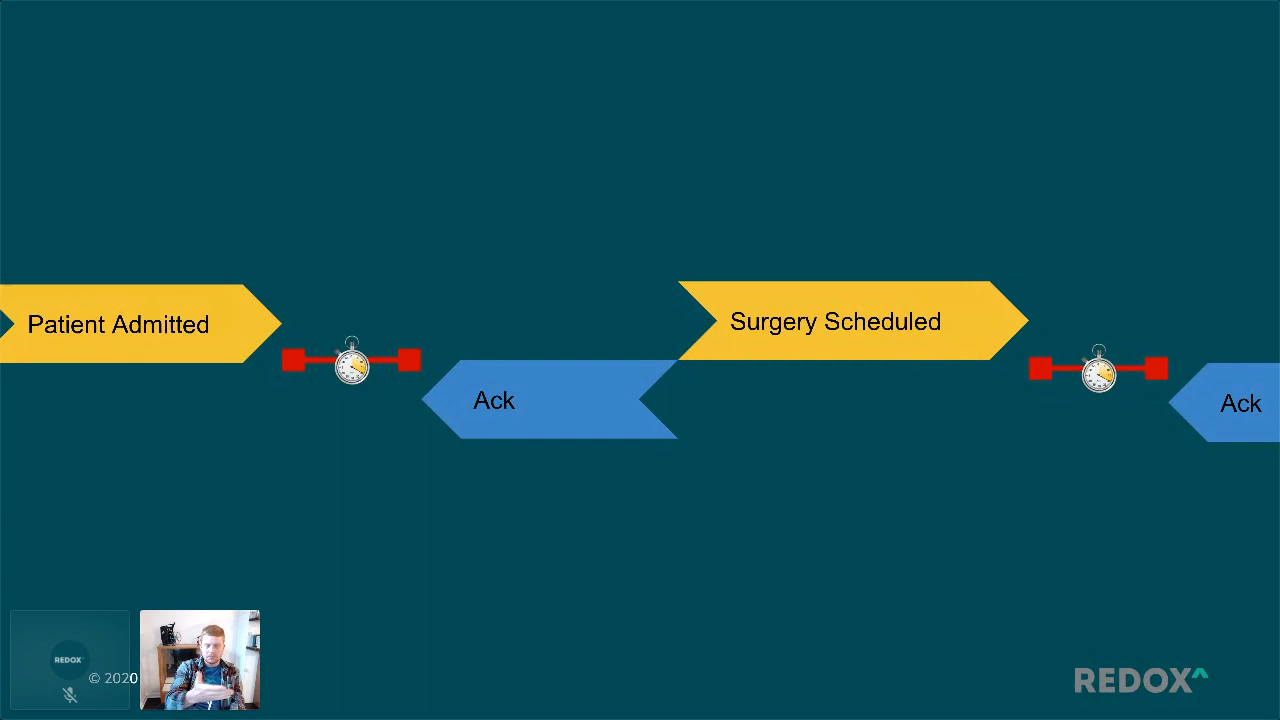 Patient Admitted
Surgery Scheduled
Ack
Ack
REDOX
© 2020
REDOX^